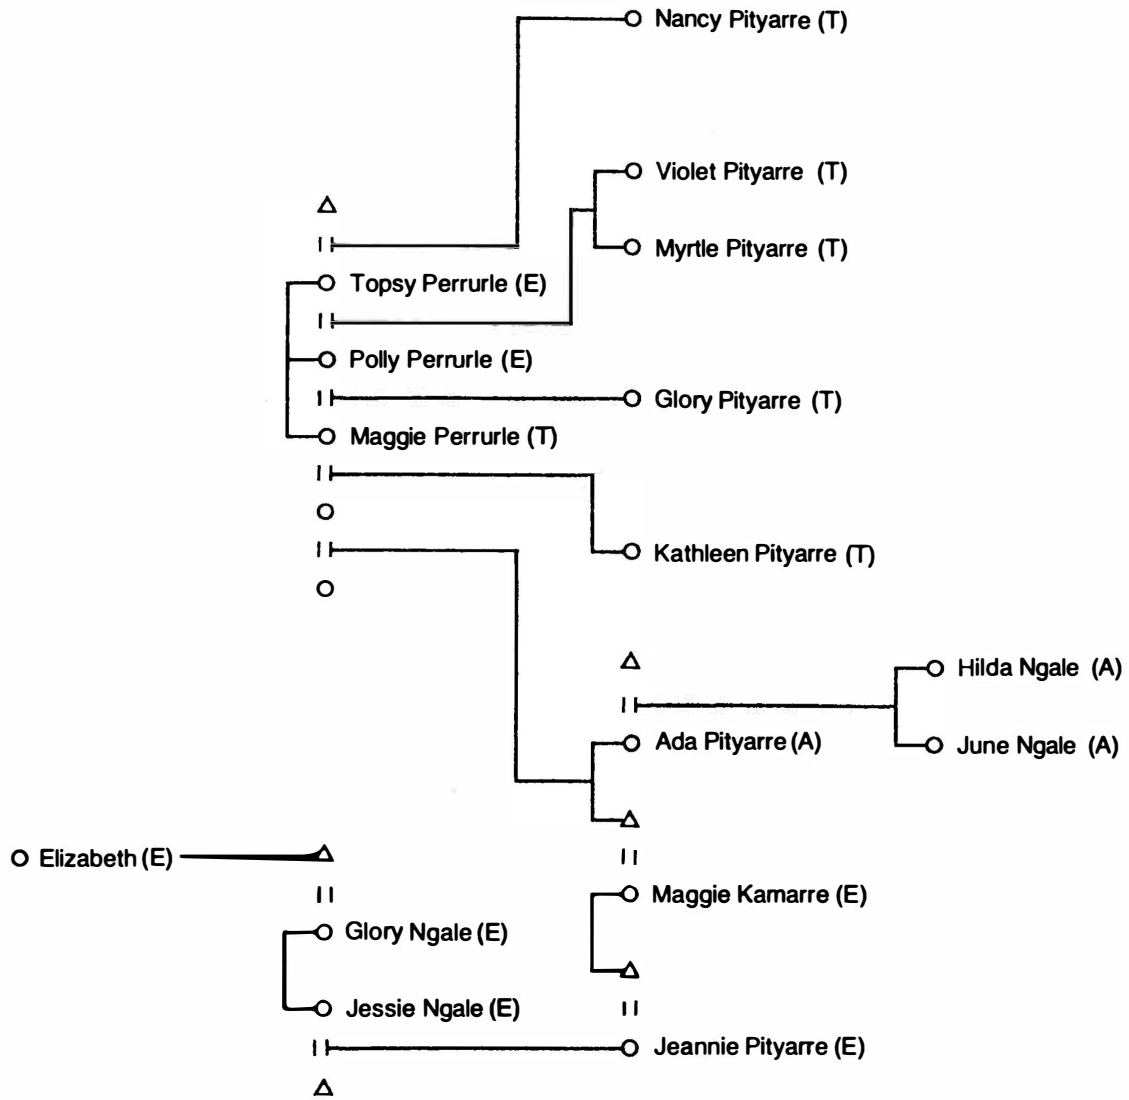 Nancy Pityarre (T)
Violet Pityarre (T)
Myrtle Pityarre (T)
Topsy Perrurle (E)
Polly Perrurle (E)
Glory Pityarre (T)
Maggie Perrurle (T)
Kathleen Pityarre (T)
Hilda Ngale (A)
Ada Pityarre (A)
June Ngale (A)
Elizabeth (E)
Maggie Kamarre (E)
Glory Ngale (E)
Jessie Ngale (E)
Jeannie Pityarre (E)